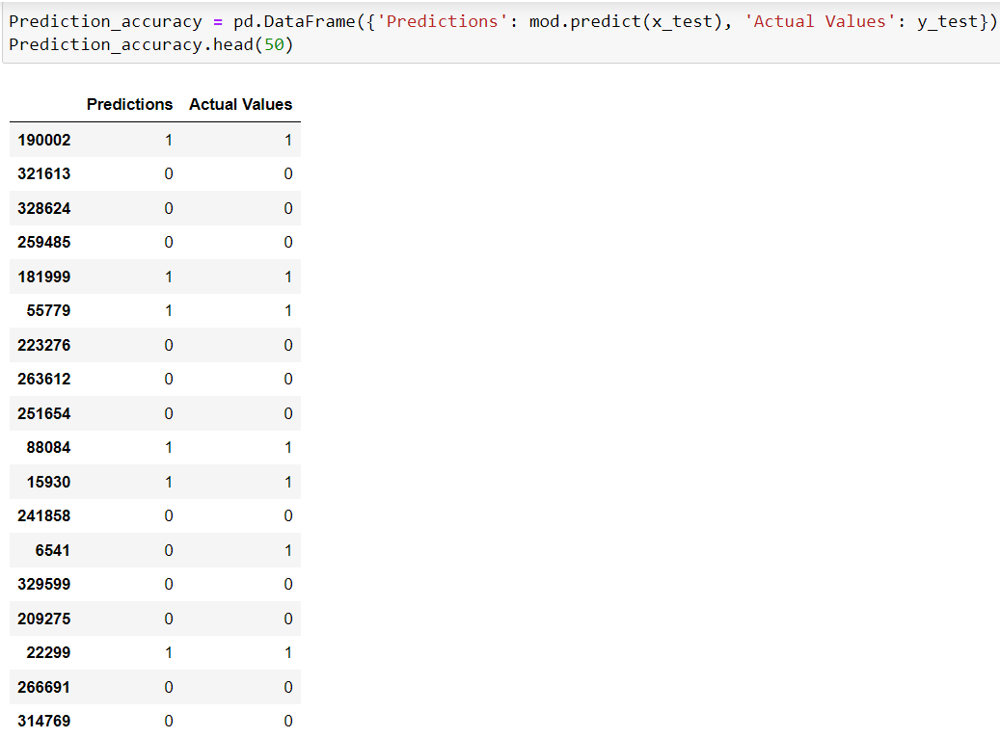 Prediction_accuracy = pd.DataFrame({'Predictions': mod.predict(x_test), 'Actual Values': y_test})
Prediction_accuracy.head(50)
Predictions Actual Values
190002 1 1
321613 0 0
328624 0 0
259485 0 0
181999 1 1
55779 1 1
223276 0 0
263612 0 0
251654 0 0
88084 1 1
15930 1 1
241858 0 0
6541 0 1
329599 0 0
209275 0 0
22299 1 1
266691 0 0
314769 0 0